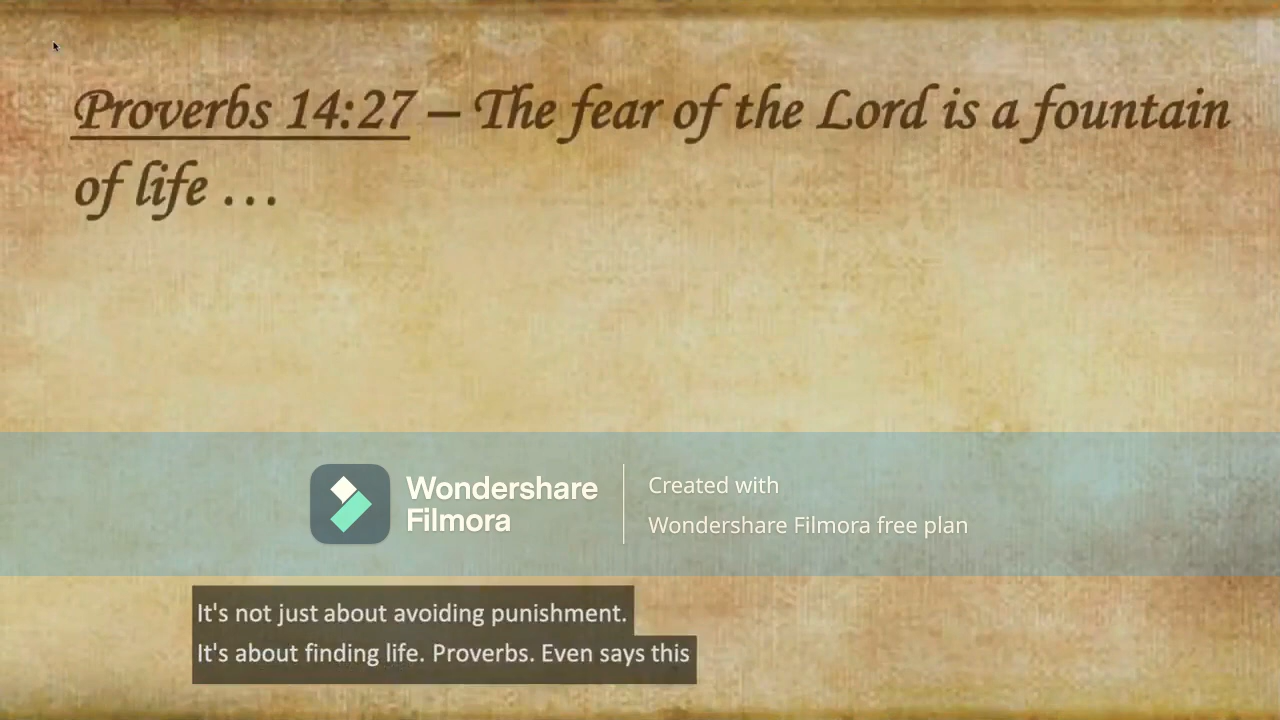 Proverbs 14:27 – The fear of the Lord is a fountain
of life …
Wondershare
Filmora
Created with
Wondershare Filmora free plan
It's not just about avoiding punishment.
It's about finding life. Proverbs. Even says this